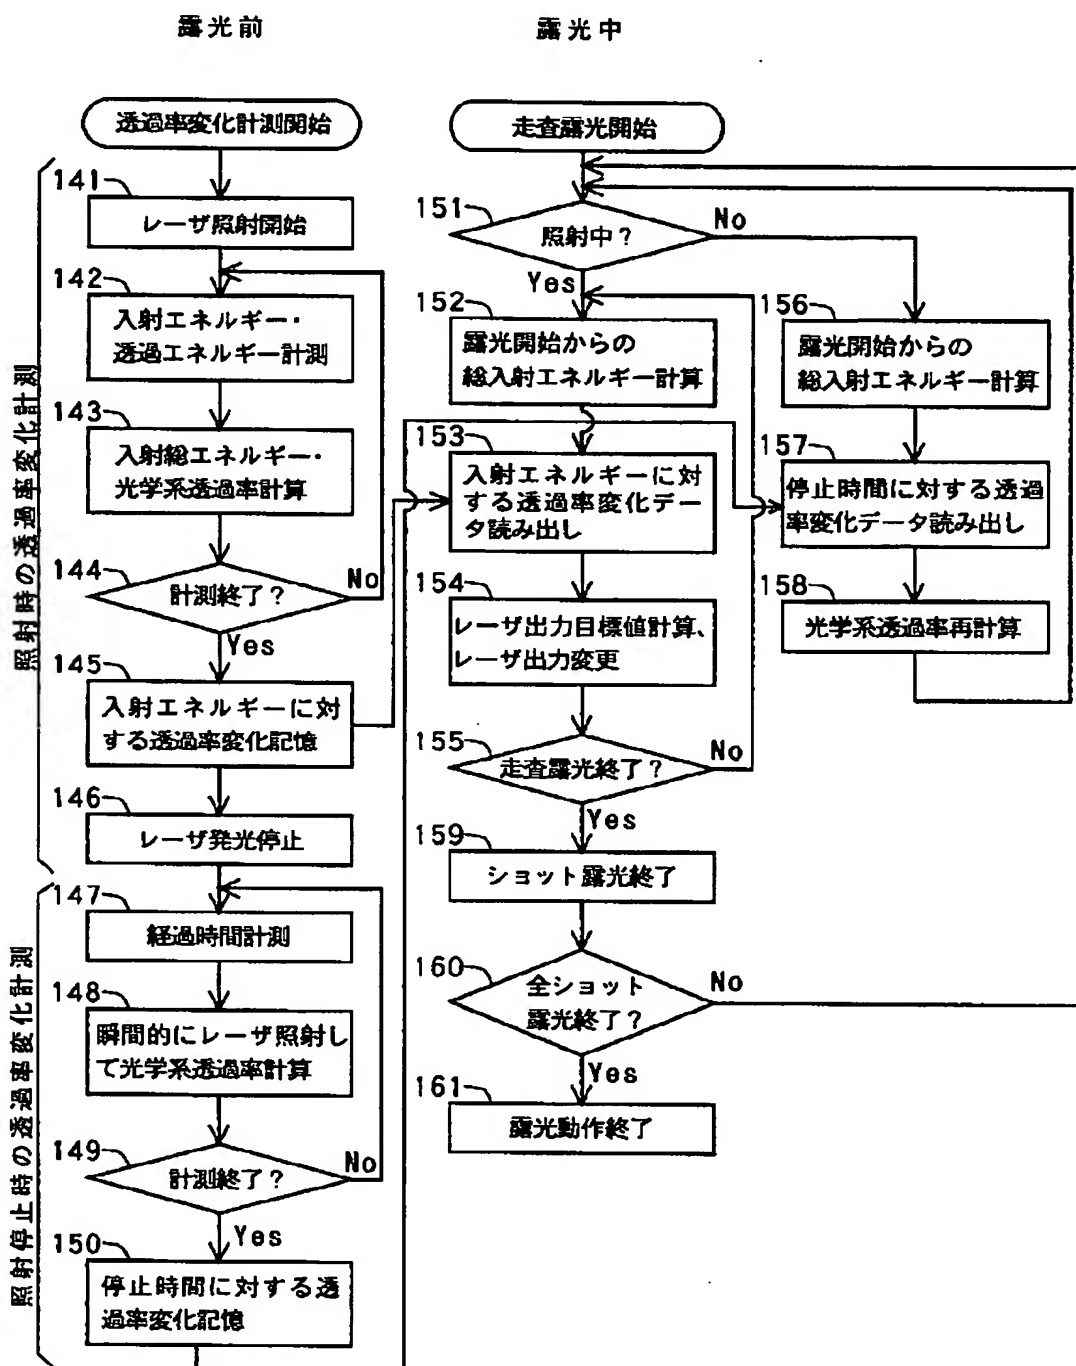 露光前
透過率変化計測開始
照射時の透過率変化計測
141
レーザ照射開始
142
入射エネルギー・
透過エネルギー計測
143
入射総エネルギー・
光学系透過率計算
144
計測終了?
No
Yes
145
入射エネルギーに対
する透過率変化記憶
146
レーザ発光停止
照射停止時の透過率変化計測
147
経過時間計測
148
瞬間的にレーザ照射し
て光学系透過率計算
149
計測終了?
No
Yes
150
停止時間に対する透
過率変化記憶
露光中
走査露光開始
151
照射中?
No
Yes
152
露光開始からの
総入射エネルギー計算
153
入射エネルギーに対
する透過率変化デー
タ読み出し
154
レーザ出力目標値計算、
レーザ出力変更
155
走査露光終了?
No
Yes
156
露光開始からの
総入射エネルギー計算
157
停止時間に対する透過
率変化データ読み出し
158
光学系透過率再計算
159
ショット露光終了
160
全ショット
露光終了?
No
Yes
161
露光動作終了